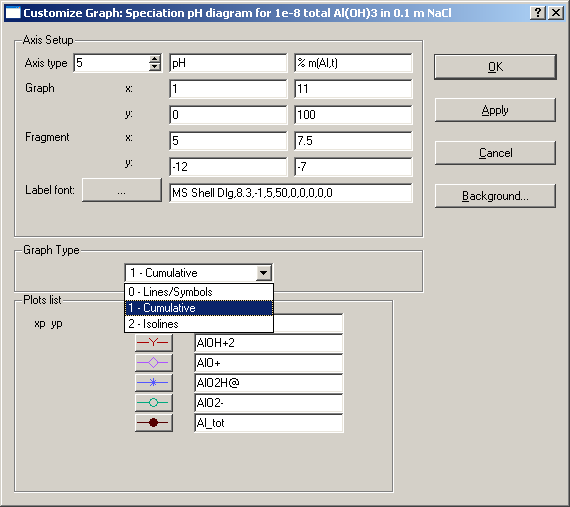 Customize Graph: Speciation pH diagram for 1e-8 total Al(OH)3 in 0.1 m NaCl
Axis Setup
Axis type 5 pH % m(Al,t)
Graph x: 1 11
y: 0 100
Fragment x: 5 7.5
y: -12 -7
Label font: ... MS Shell Dlg,8.3,-1,5,50,0,0,0,0,0
OK
Apply
Cancel
Background...
Graph Type
1 - Cumulative
0 - Lines/Symbols
1 - Cumulative
2 - Isolines
Plots list
xp yp
AlOH+2
AlO+
AlO2H@
AlO2-
Al_tot